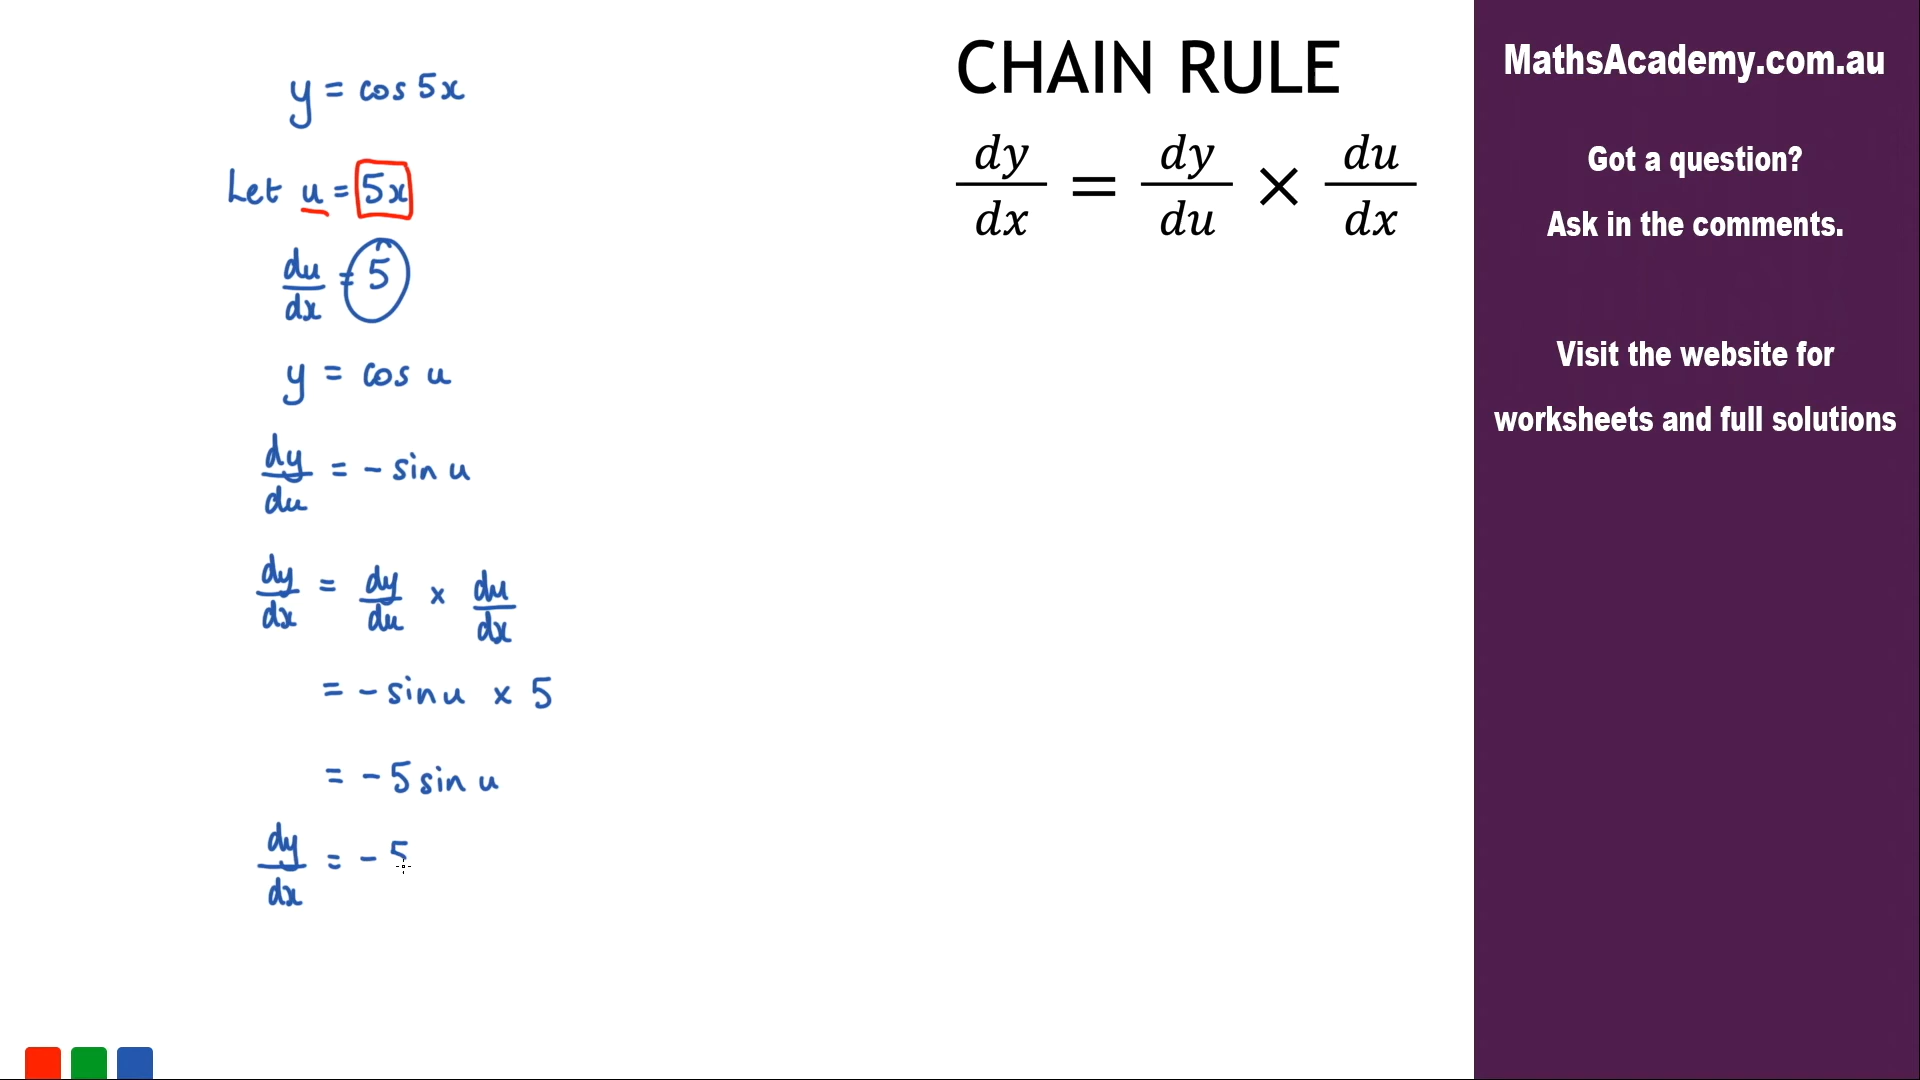 y = cos 5x
Let u = 5x
du/dx = 5
y = cos u
dy/du = - sin u
dy/dx = dy/du × du/dx
= - sin u × 5
= - 5 sin u
dy/dx = - 5
CHAIN RULE
dy/dx = dy/du × du/dx
MathsAcademy.com.au
Got a question?
Ask in the comments.
Visit the website for
worksheets and full solutions